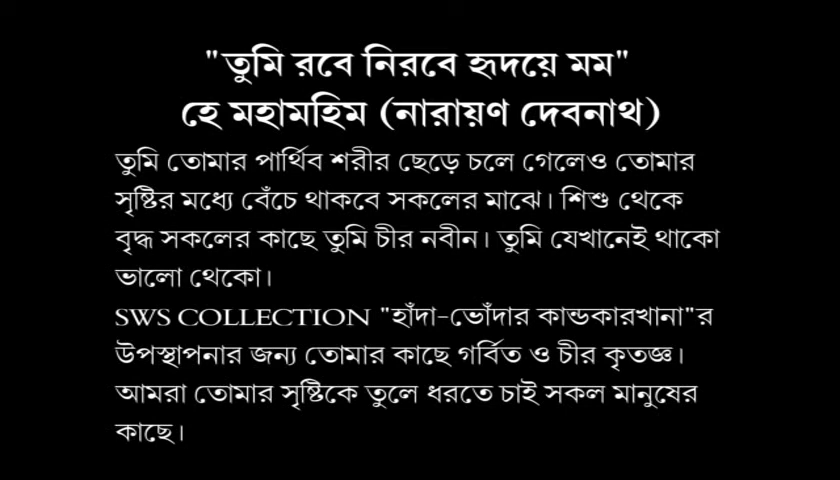 "তুমি রবে নিরবে হৃদয়ে মম"
হে মহামহিম (নারায়ণ দেবনাথ)
তুমি তোমার পার্থিব শরীর ছেড়ে চলে গেলেও তোমার
সৃষ্টির মধ্যে বেঁচে থাকবে সকলের মাঝে। শিশু থেকে
বৃদ্ধ সকলের কাছে তুমি চীর নবীন। তুমি যেখানেই থাকো
ভালো থেকো।
SWS COLLECTION "হাঁদা-ভোঁদার কান্ডকারখানা"র
উপস্থাপনার জন্য তোমার কাছে গর্বিত ও চীর কৃতজ্ঞ।
আমরা তোমার সৃষ্টিকে তুলে ধরতে চাই সকল মানুষের
কাছে।